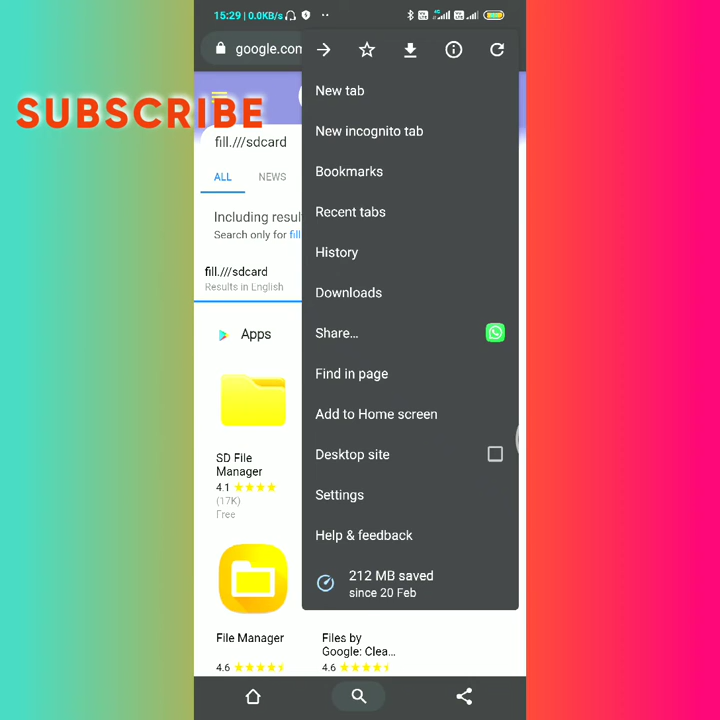 15:29 | 0.0KB/s
google.com
SUBSCRIBE
fill.///sdcard
ALL NEWS
Including resul
Search only for fill
fill.///sdcard
Results in English
Apps
SD File
Manager
4.1
(17K)
Free
File Manager
4.6
Files by
Google: Clea...
4.6
New tab
New incognito tab
Bookmarks
Recent tabs
History
Downloads
Share...
Find in page
Add to Home screen
Desktop site
Settings
Help & feedback
212 MB saved
since 20 Feb